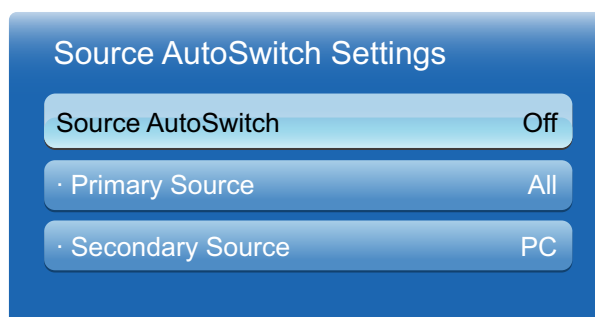 Source AutoSwitch Settings
Source AutoSwitch Off
· Primary Source All
· Secondary Source PC